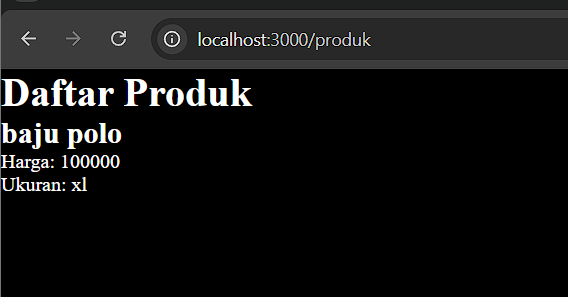 localhost:3000/produk
Daftar Produk
baju polo
Harga: 100000
Ukuran: xl